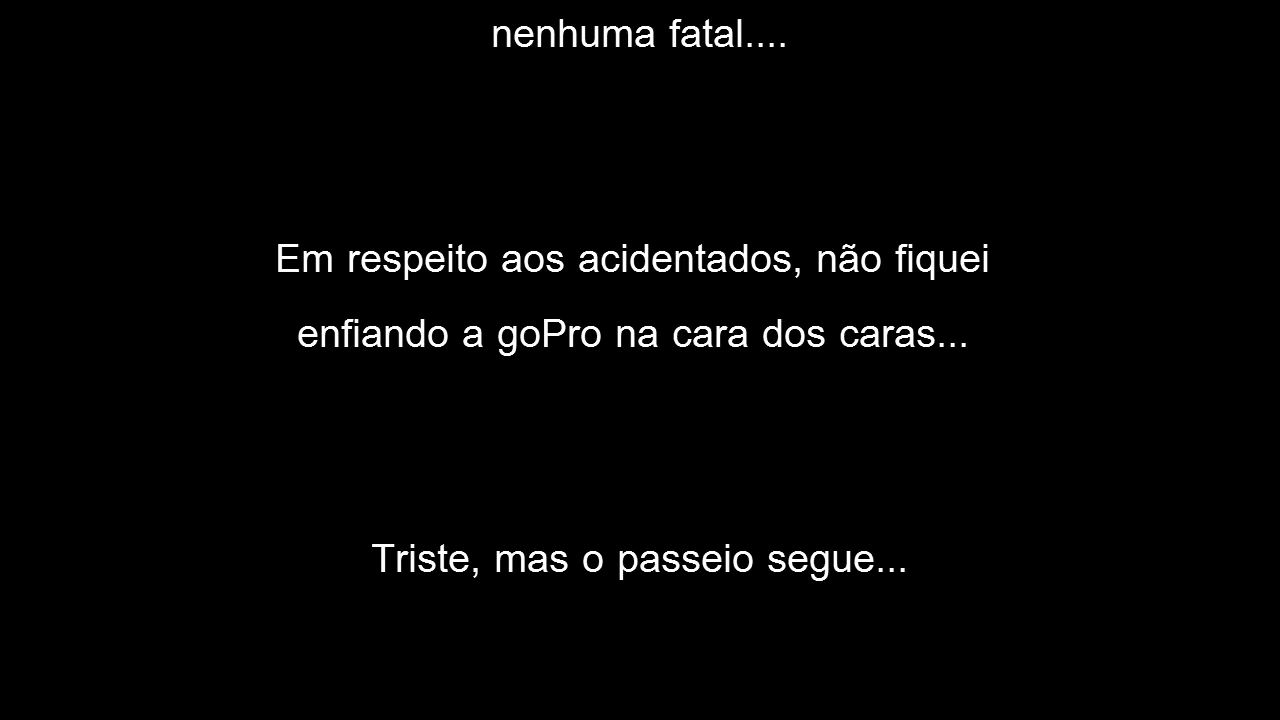 nenhuma fatal....
Em respeito aos acidentados, não fiquei
enfiando a goPro na cara dos caras...
Triste, mas o passeio segue...